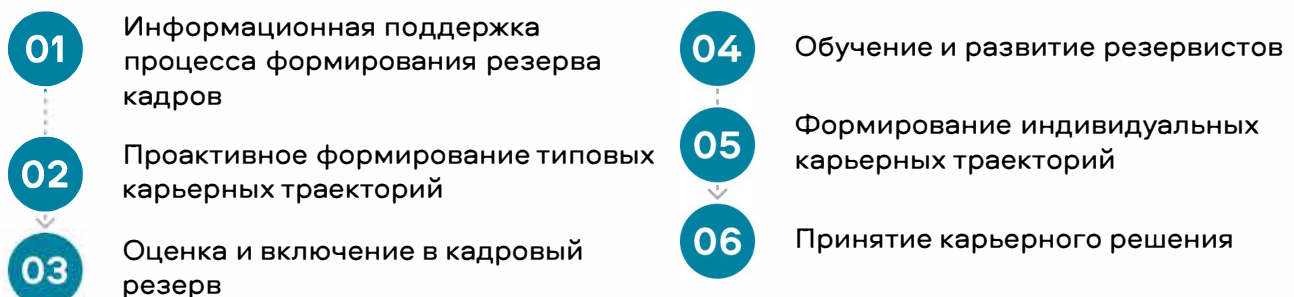 01
Информационная поддержка
процесса формирования резерва
кадров
02
Проактивное формирование типовых
карьерных траекторий
03
Оценка и включение в кадровый
резерв
04
Обучение и развитие резервистов
05
Формирование индивидуальных
карьерных траекторий
06
Принятие карьерного решения